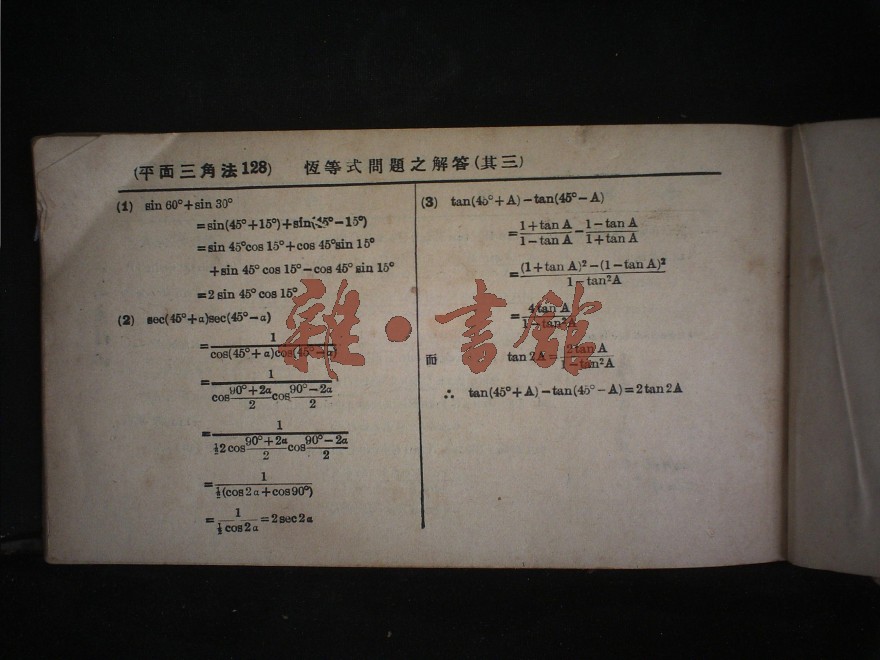 (平面三角法128) 恆等式問題之解答(其三)
(1) sin 60°+sin 30°
=sin(45°+15°)+sin(45°−15°)
=sin 45°cos 15°+cos 45°sin 15°
+sin 45° cos 15°−cos 45° sin 15°
=2 sin 45° cos 15°
(2) sec(45°+α)sec(45°−α)
=1/cos(45°+α)cos(45°−α)
=1/cos(90°+2α)/2 cos(90°−2α)/2
=1/½2 cos(90°+2α)/2 cos(90°−2α)/2
=1/½(cos 2α+cos 90°)
=1/½ cos 2α=2 sec 2α
(3) tan(45°+A)−tan(45°−A)
=(1+tan A)/(1−tan A)−(1−tan A)/(1+tan A)
=((1+tan A)²−(1−tan A)²)/(1−tan²A)
=4 tan A/(1−tan²A)
而 tan 2A=2 tan A/(1−tan²A)
∴ tan(45°+A)−tan(45°−A)=2 tan 2A
雜·書館